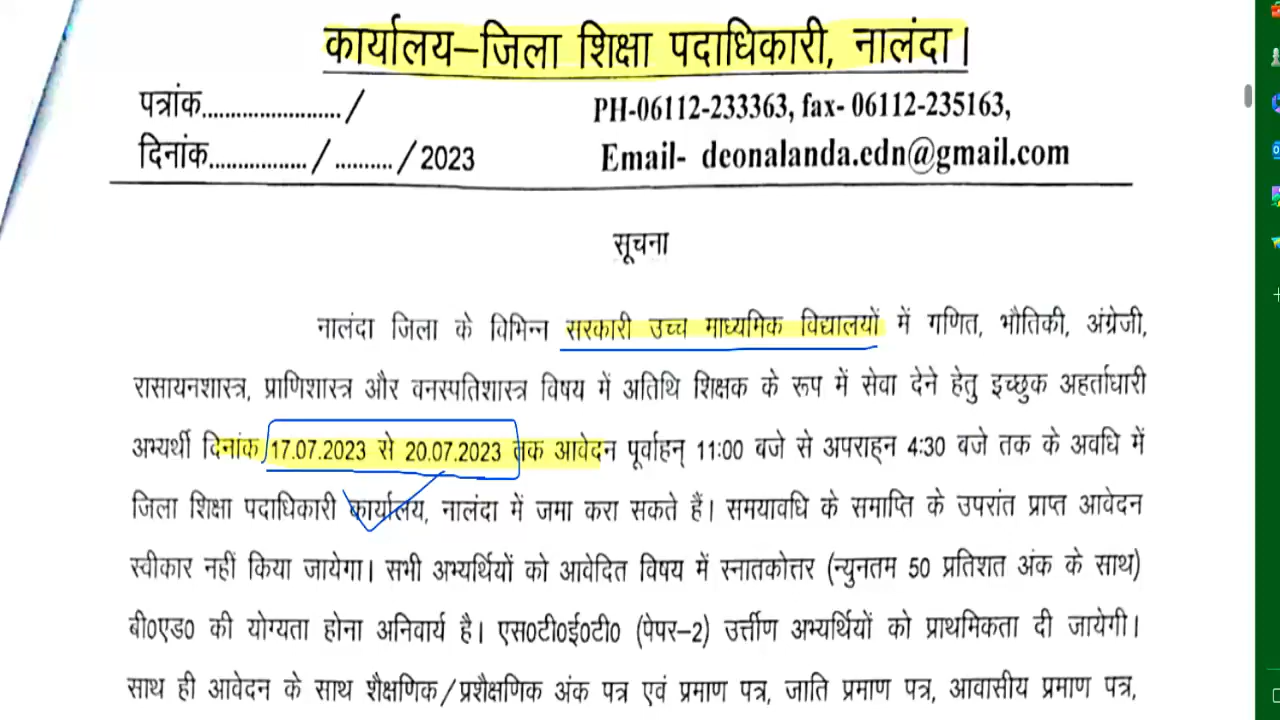 कार्यालय–जिला शिक्षा पदाधिकारी, नालंदा।
पत्रांक......................../
PH-06112-233363, fax- 06112-235163,
दिनांक................./ ........../2023
Email- deonalanda.edn@gmail.com
सूचना
नालंदा जिला के विभिन्न सरकारी उच्च माध्यमिक विद्यालयों में गणित, भौतिकी, अंग्रेजी,
रासायनशास्त्र, प्राणिशास्त्र और वनस्पतिशास्त्र विषय में अतिथि शिक्षक के रूप में सेवा देने हेतु इच्छुक अहर्ताधारी
अभ्यर्थी दिनांक 17.07.2023 से 20.07.2023 तक आवेदन पूर्वाहन् 11:00 बजे से अपराह्न 4:30 बजे तक के अवधि में
जिला शिक्षा पदाधिकारी कार्यालय, नालंदा में जमा करा सकते हैं। समयावधि के समाप्ति के उपरांत प्राप्त आवेदन
स्वीकार नहीं किया जायेगा। सभी अभ्यर्थियों को आवेदित विषय में स्नातकोत्तर (न्युनतम 50 प्रतिशत अंक के साथ)
बी0एड0 की योग्यता होना अनिवार्य है। एस0टी0ई0टी0 (पेपर–2) उर्त्तीण अभ्यर्थियों को प्राथमिकता दी जायेगी।
साथ ही आवेदन के साथ शैक्षणिक/प्रशैक्षणिक अंक पत्र एवं प्रमाण पत्र, जाति प्रमाण पत्र, आवासीय प्रमाण पत्र,